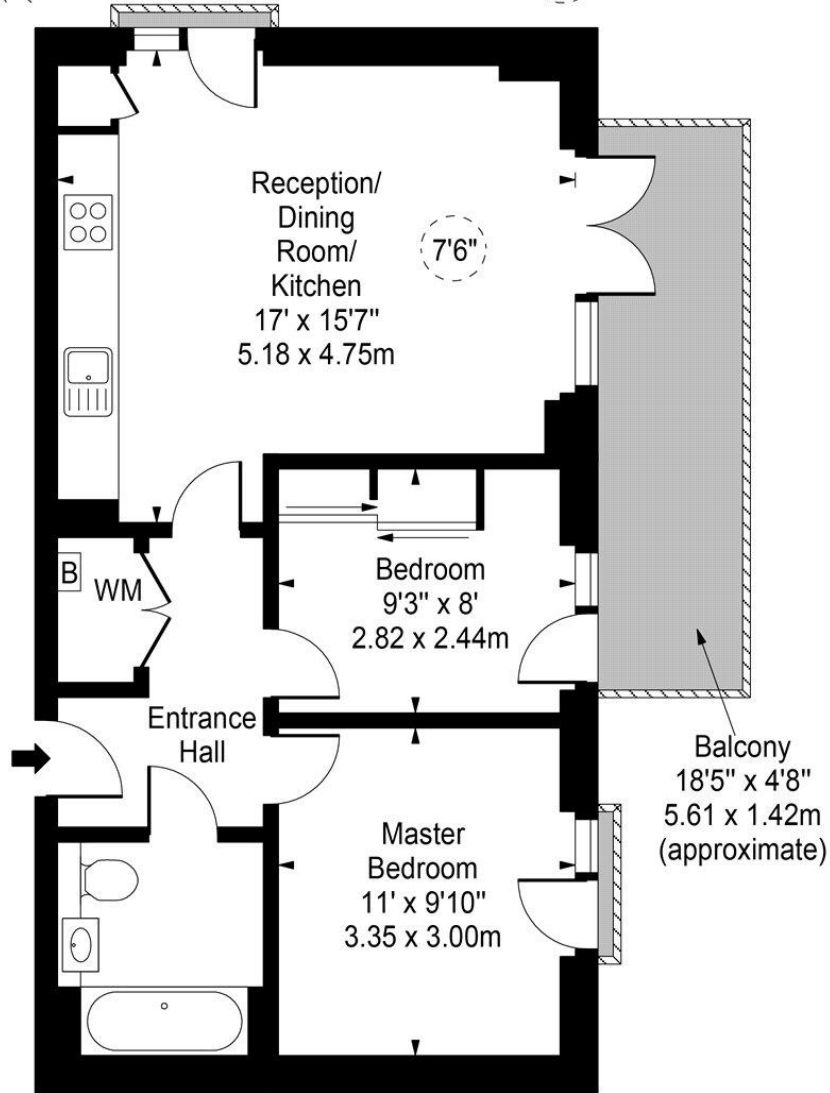 Reception/
Dining
Room/
Kitchen
17' x 15'7"
5.18 x 4.75m
7'6"
B
WM
Bedroom
9'3" x 8'
2.82 x 2.44m
Entrance
Hall
Balcony
18'5" x 4'8"
5.61 x 1.42m
(approximate)
Master
Bedroom
11' x 9'10"
3.35 x 3.00m